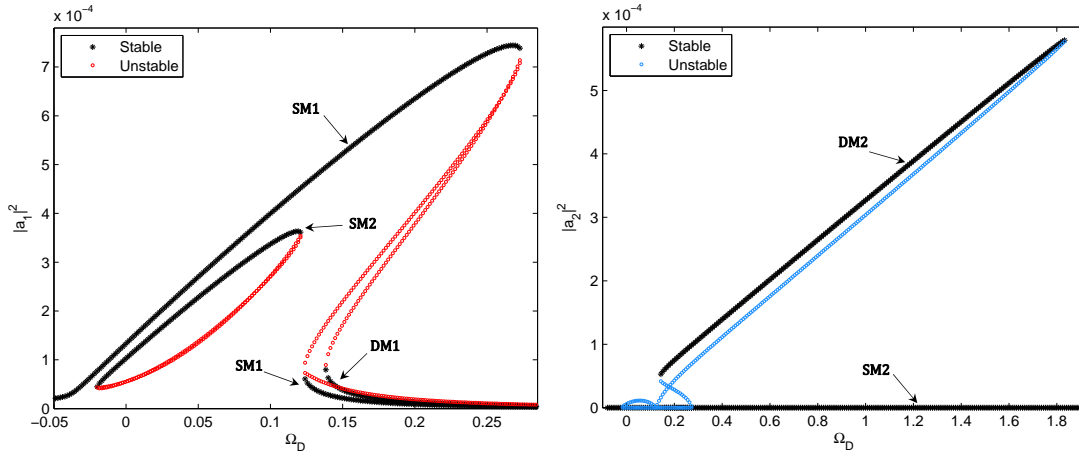 x 10⁻⁴
Stable
Unstable
SM1
SM2
SM1
DM1
|a₁|²
7
6
5
4
3
2
1
0
−0.05
0
0.05
0.1
0.15
0.2
0.25
Ω_D
x 10⁻⁴
Stable
Unstable
DM2
SM2
|a₂|²
5
4
3
2
1
0
0
0.2
0.4
0.6
0.8
1
1.2
1.4
1.6
1.8
Ω_D